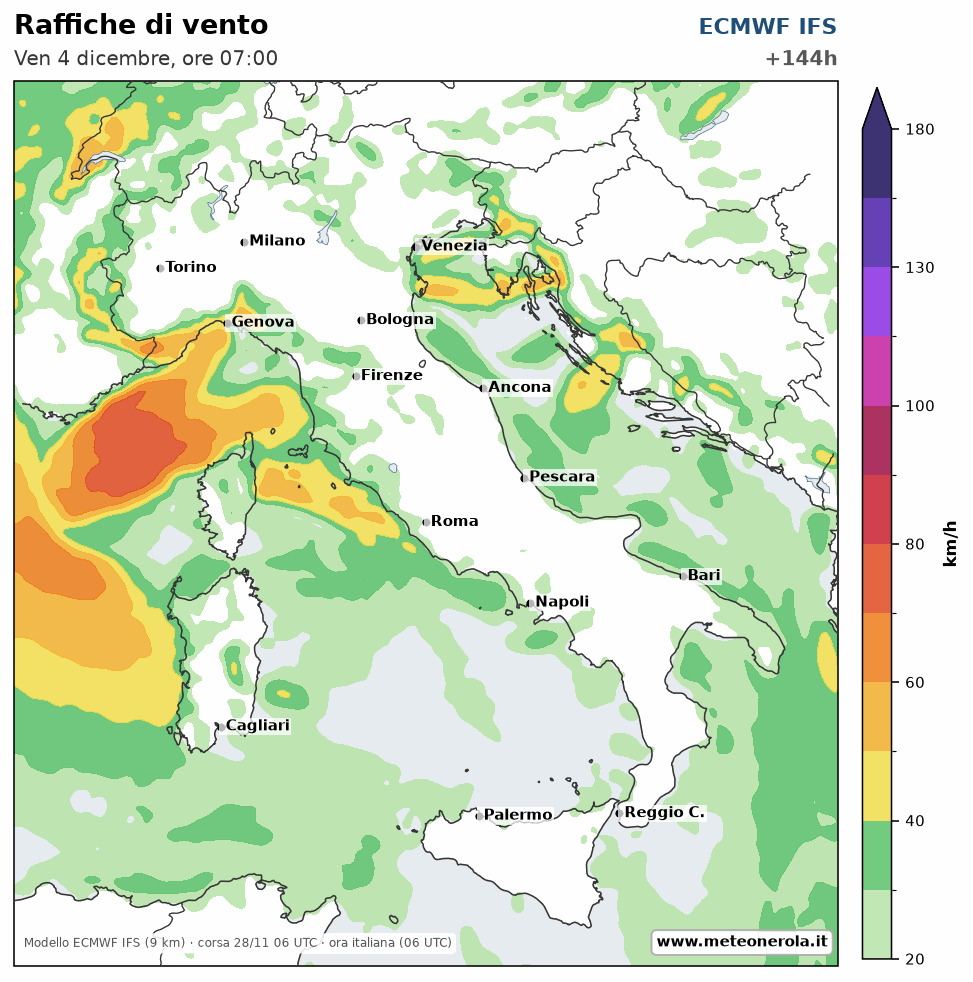 Raffiche di vento
ECMWF IFS
Ven 4 dicembre, ore 07:00
+144h
180
130
100
80
60
40
20
km/h
Milano
Venezia
Torino
Genova
Bologna
Firenze
Ancona
Pescara
Roma
Bari
Napoli
Cagliari
Palermo
Reggio C.
Modello ECMWF IFS (9 km) · corsa 28/11 06 UTC · ora italiana (06 UTC)
www.meteonerola.it